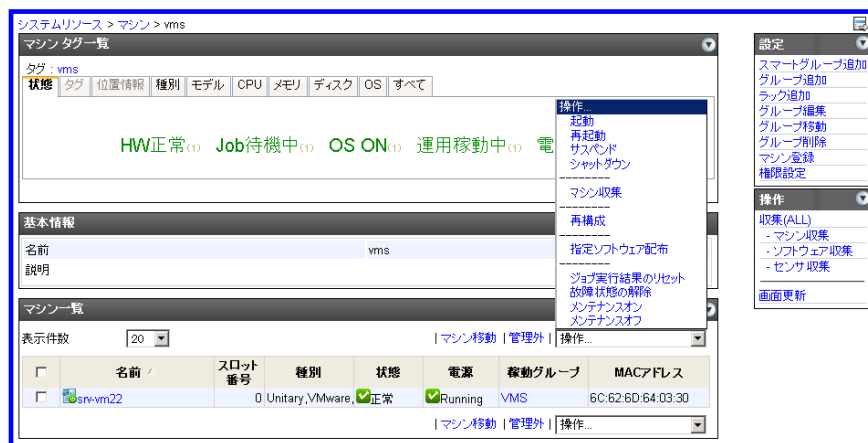 システムリソース > マシン > vms
マシン タグ一覧
タグ : vms
状態 タグ 位置情報 種別 モデル CPU メモリ ディスク OS すべて
HW正常(1) Job待機中(1) OS ON(1) 運用稼動中(1) 電
操作...
起動
再起動
サスペンド
シャットダウン
--------
マシン収集
--------
再構成
--------
指定ソフトウェア配布
--------
ジョブ実行結果のリセット
故障状態の解除
メンテナンスオン
メンテナンスオフ
基本情報
名前 vms
説明
マシン一覧
表示件数 20 | マシン移動 | 管理外 | 操作...
名前 スロット番号 種別 状態 電源 稼動グループ MACアドレス
srv-vm22 0 Unitary,VMware, 正常 Running VMS 6C:62:6D:64:03:30
| マシン移動 | 管理外 | 操作...
設定
スマートグループ追加
グループ追加
ラック追加
グループ編集
グループ移動
グループ削除
マシン登録
権限設定
操作
収集(ALL)
- マシン収集
- ソフトウェア収集
- センサ収集
画面更新